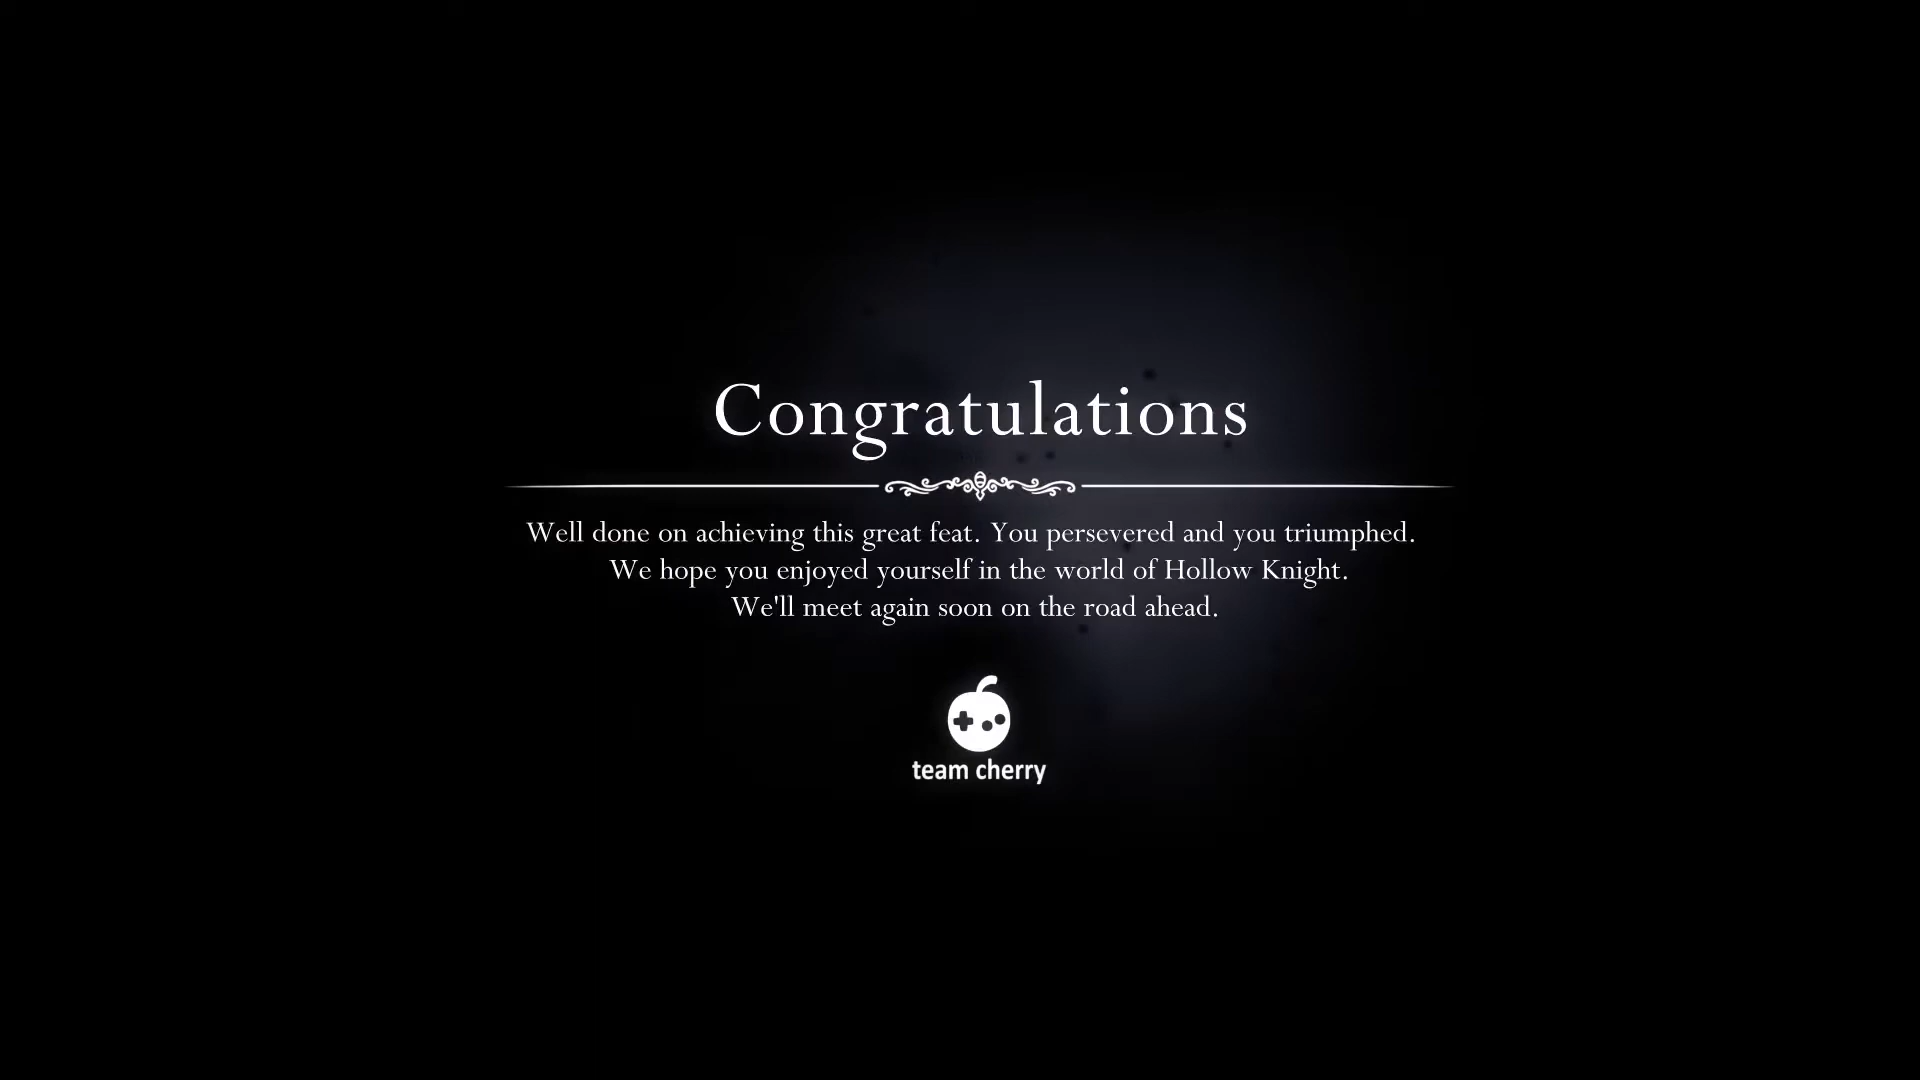 Congratulations
Well done on achieving this great feat. You persevered and you triumphed.
We hope you enjoyed yourself in the world of Hollow Knight.
We'll meet again soon on the road ahead.
team cherry